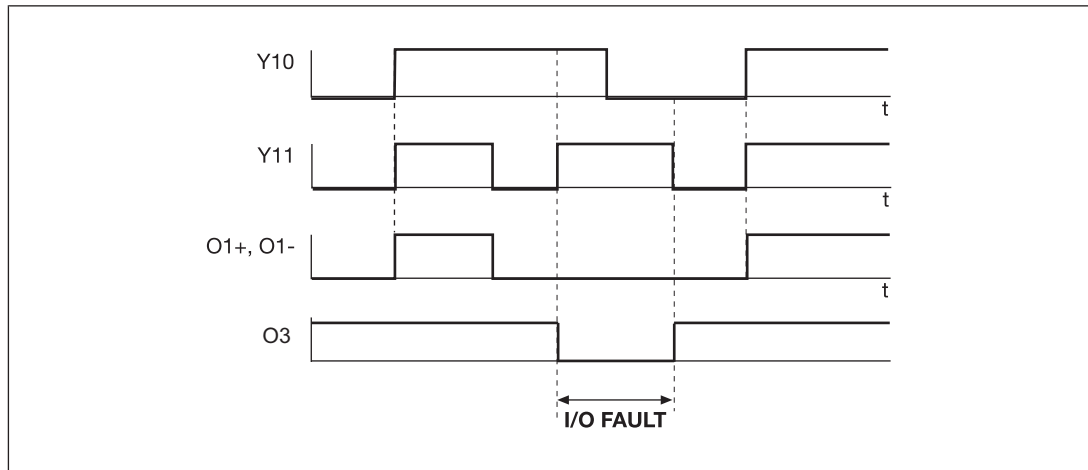 Y10
t
Y11
t
O1+, O1-
t
O3
I/O FAULT